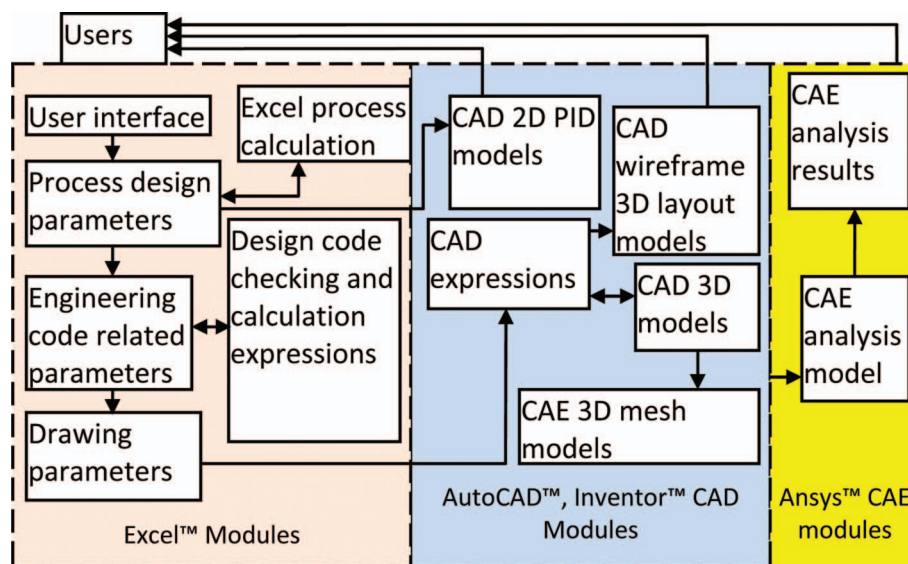 Users
User interface
Excel process
calculation
Process design
parameters
Design code
checking and
calculation
expressions
Engineering
code related
parameters
Drawing
parameters
Excel™ Modules
CAD 2D PID
models
CAD
wireframe
3D layout
models
CAD
expressions
CAD 3D
models
CAE 3D mesh
models
AutoCAD™, Inventor™ CAD
Modules
CAE
analysis
results
CAE
analysis
model
Ansys™ CAE
modules